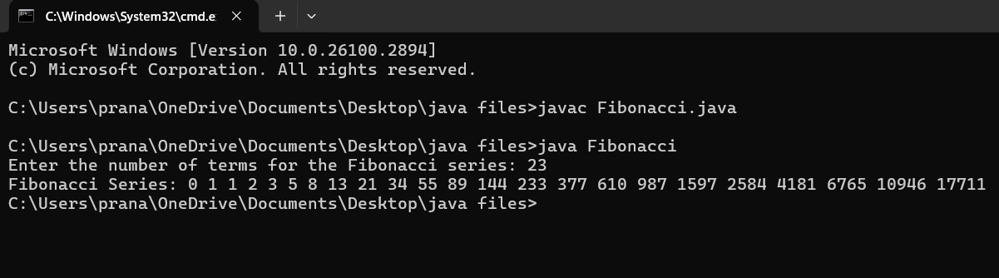 C:\Windows\System32\cmd.e
Microsoft Windows [Version 10.0.26100.2894]
(c) Microsoft Corporation. All rights reserved.
C:\Users\prana\OneDrive\Documents\Desktop\java files>javac Fibonacci.java
C:\Users\prana\OneDrive\Documents\Desktop\java files>java Fibonacci
Enter the number of terms for the Fibonacci series: 23
Fibonacci Series: 0 1 1 2 3 5 8 13 21 34 55 89 144 233 377 610 987 1597 2584 4181 6765 10946 17711
C:\Users\prana\OneDrive\Documents\Desktop\java files>